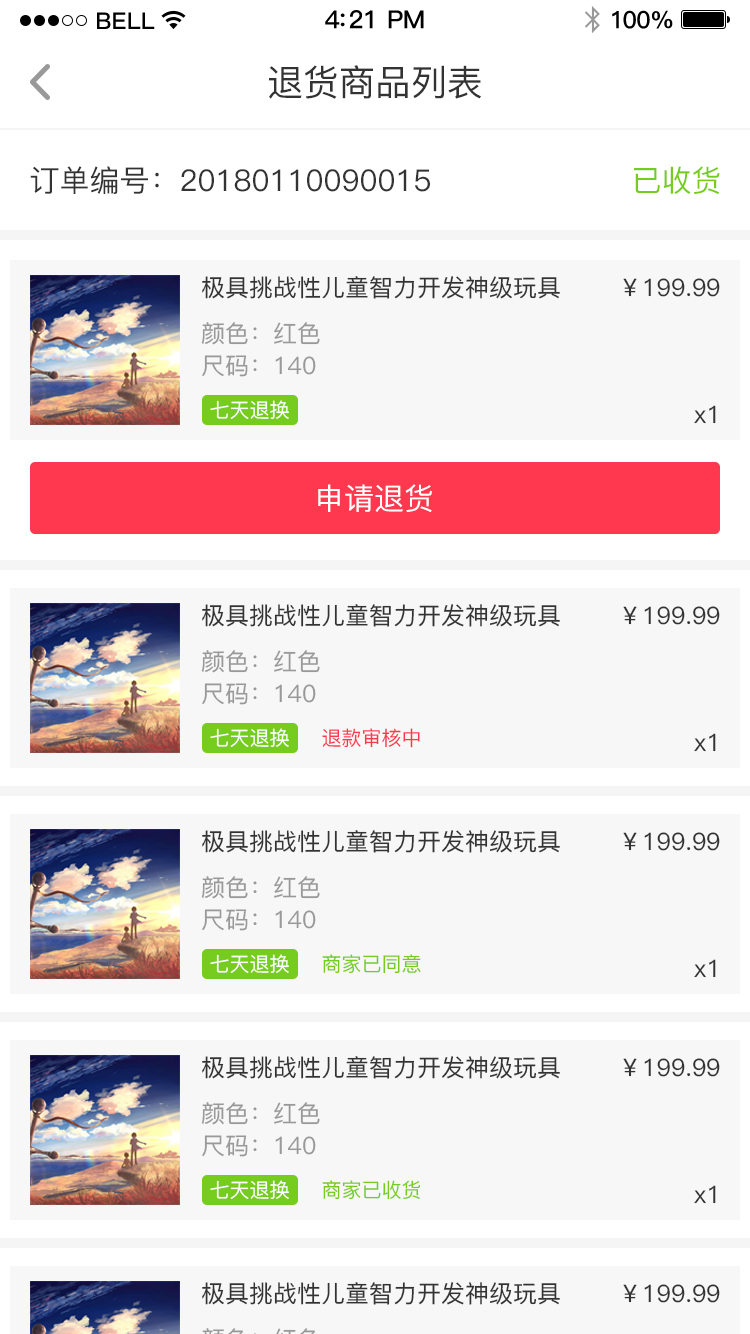 BELL 4:21 PM 100%
退货商品列表
订单编号：20180110090015 已收货
极具挑战性儿童智力开发神级玩具 ¥199.99
颜色：红色
尺码：140
七天退换 x1
申请退货
极具挑战性儿童智力开发神级玩具 ¥199.99
颜色：红色
尺码：140
七天退换 退款审核中 x1
极具挑战性儿童智力开发神级玩具 ¥199.99
颜色：红色
尺码：140
七天退换 商家已同意 x1
极具挑战性儿童智力开发神级玩具 ¥199.99
颜色：红色
尺码：140
七天退换 商家已收货 x1
极具挑战性儿童智力开发神级玩具 ¥199.99